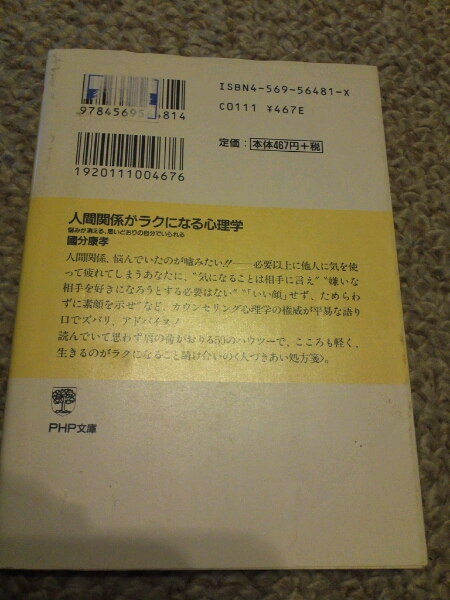 ISBN4-569-56481-X
C0111 ¥467E
定価：本体467円+税
9784569 4814
1920111004676
人間関係がラクになる心理学
悩みが消える、思いどおりの自分でいられる
國分康孝
人間関係、悩んでいたのが嘘みたい!!――必要以上に他人に気を使
って疲れてしまうあなたに、“気になることは相手に言え”“嫌いな
相手を好きになろうとする必要はない”“「いい顔」せず、ためらわ
ずに素顔を示せ”など、カウンセリング心理学の権威が平易な語り
口でズバリ、アドバイス！
読んでいて思わず肩の荷がおりる50のハウツーで、こころも軽く、
生きるのがラクになること請け合いの〈人づきあい処方箋〉。
PHP文庫